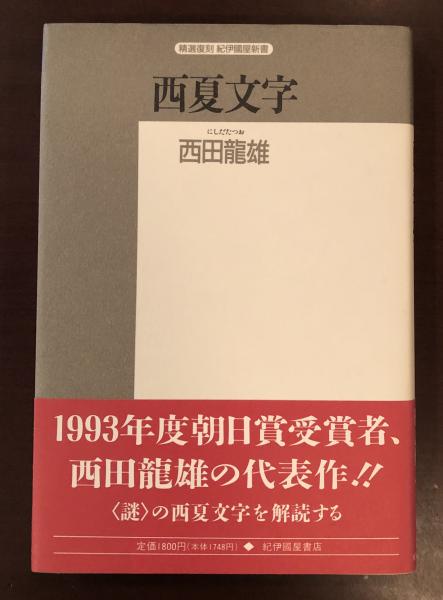 精選復刻 紀伊國屋新書
西夏文字
にしだたつお
西田龍雄
1993年度朝日賞受賞者、
西田龍雄の代表作!!
〈謎〉の西夏文字を解読する
定価1800円(本体1748円) ◆ 紀伊國屋書店